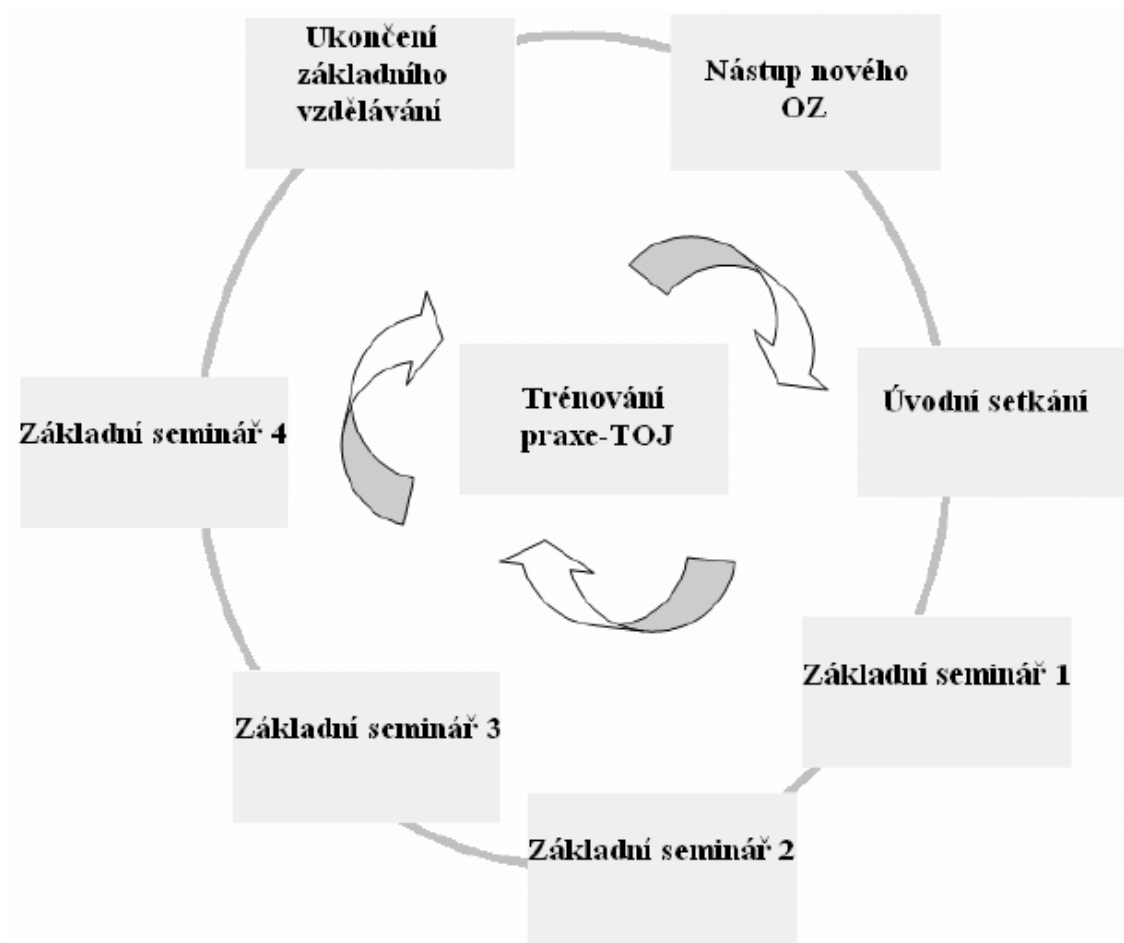 Ukončení
základního
vzdělávání
Nástup nového
OZ
Trénování
praxe-TOJ
Úvodní setkání
Základní seminář 4
Základní seminář 1
Základní seminář 3
Základní seminář 2